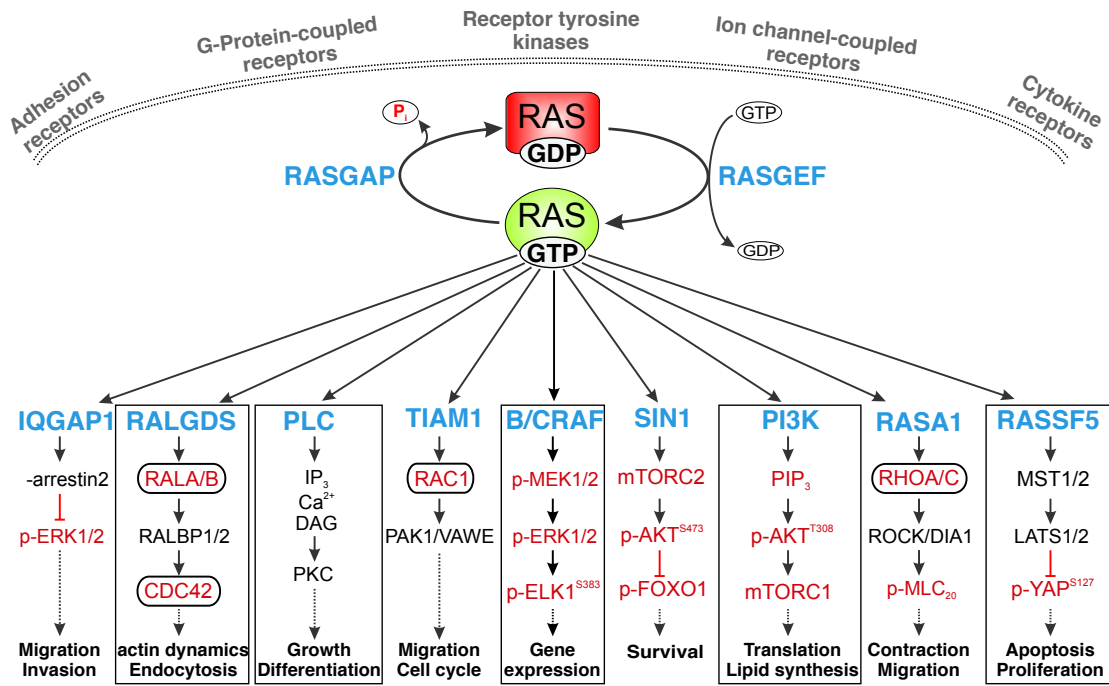 Adhesion
receptors
G-Protein-coupled
receptors
Receptor tyrosine
kinases
Ion channel-coupled
receptors
Cytokine
receptors
Pi
RAS
GDP
GTP
RASGAP
RASGEF
RAS
GTP
GDP
IQGAP1
-arrestin2
p-ERK1/2
Migration
Invasion
RALGDS
RALA/B
RALBP1/2
CDC42
actin dynamics
Endocytosis
PLC
IP3
Ca2+
DAG
PKC
Growth
Differentiation
TIAM1
RAC1
PAK1/VAWE
Migration
Cell cycle
B/CRAF
p-MEK1/2
p-ERK1/2
p-ELK1S383
Gene
expression
SIN1
mTORC2
p-AKTS473
p-FOXO1
Survival
PI3K
PIP3
p-AKTT308
mTORC1
Translation
Lipid synthesis
RASA1
RHOA/C
ROCK/DIA1
p-MLC20
Contraction
Migration
RASSF5
MST1/2
LATS1/2
p-YAPS127
Apoptosis
Proliferation